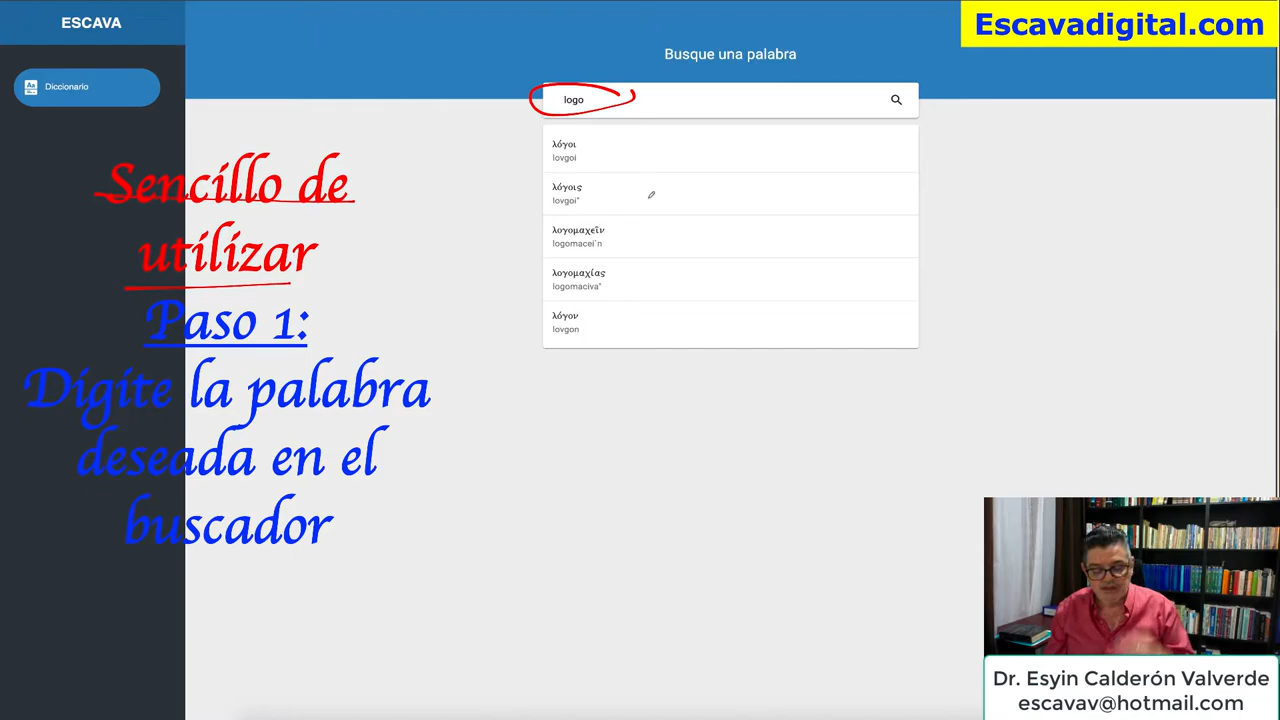 ESCAVA
Escavadigital.com
Busque una palabra
Diccionario
logo
λόγοι
lovgoi
λόγοις
lovgoi"
λογομαχεῖν
logomacei`n
λογομαχίας
logomaciva"
λόγον
lovgon
Sencillo de
utilizar
Paso 1:
Digite la palabra
deseada en el
buscador
Dr. Esyin Calderón Valverde
escavav@hotmail.com